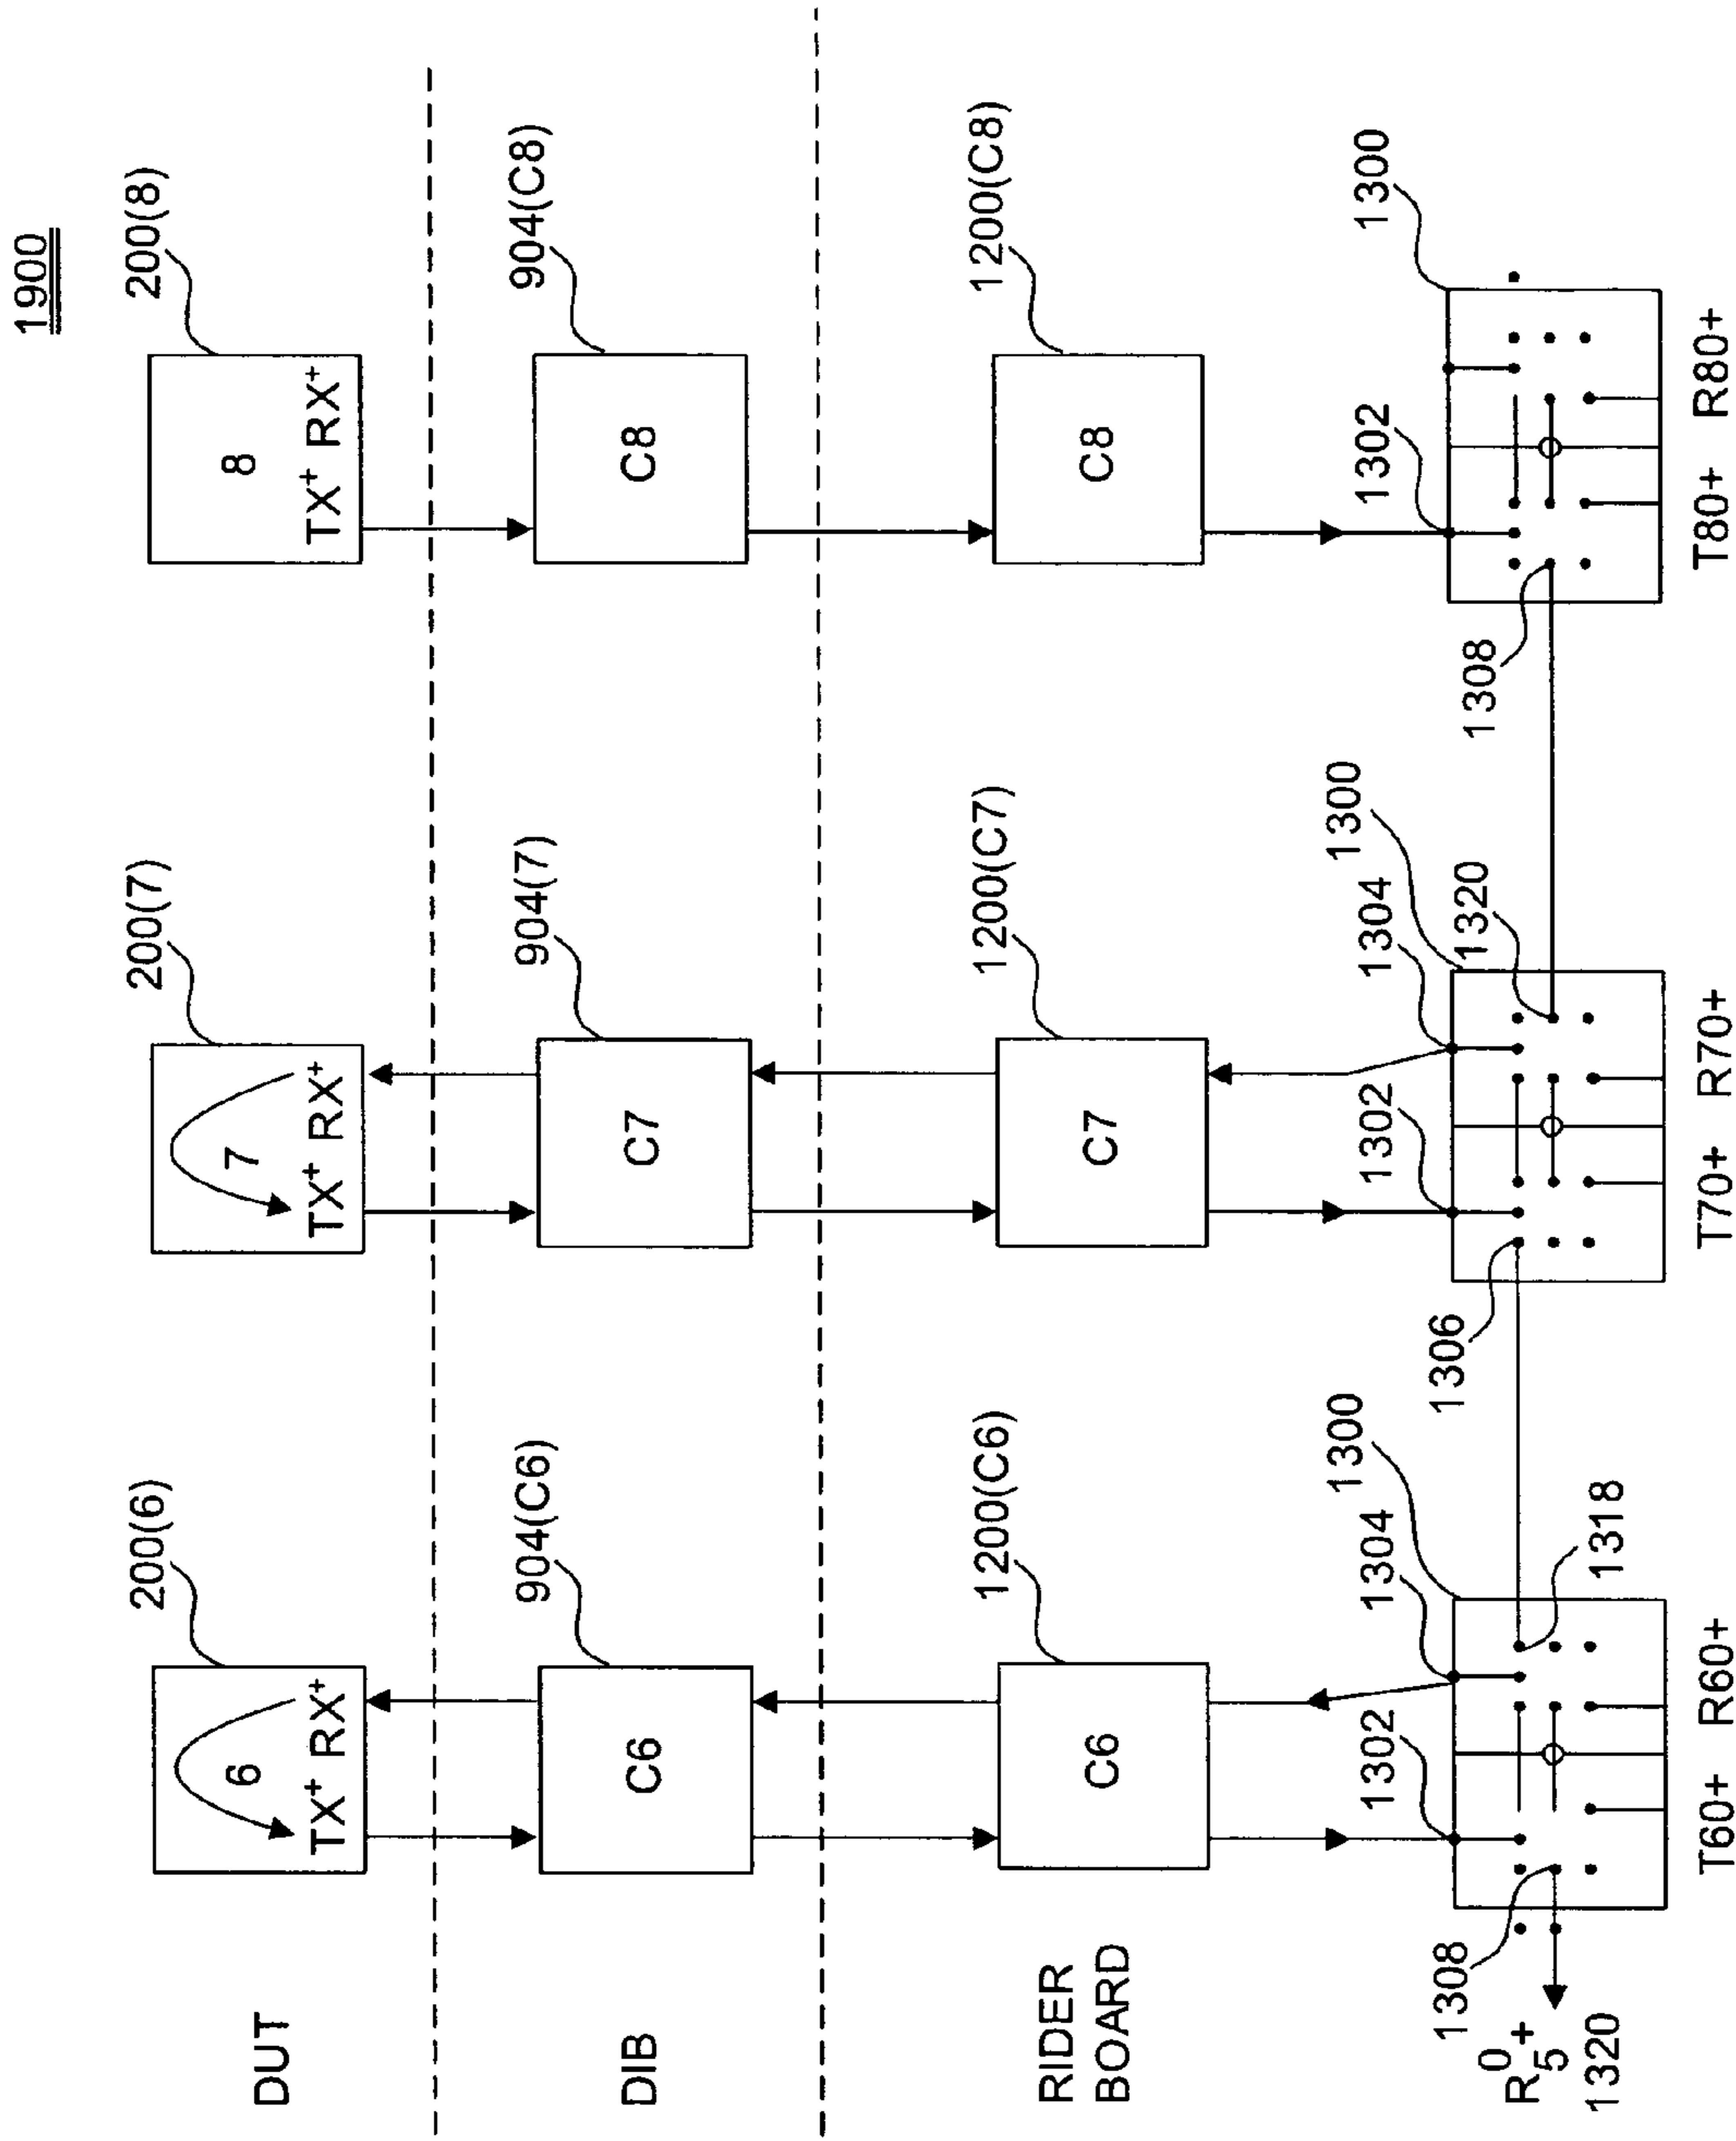 1900
200(6)
200(7)
200(8)
DUT
6
TX+ RX+
7
TX+ RX+
8
TX+ RX+
904(C6)
904(7)
904(C8)
DIB
C6
C7
C8
1200(C6)
1200(C7)
1200(C8)
RIDER
BOARD
C6
C7
C8
1302
1304
1300
1302
1304
1300
1302
1300
1308
1318
1306
1320
1308
R05+
1320
T60+ R60+
T70+ R70+
T80+ R80+